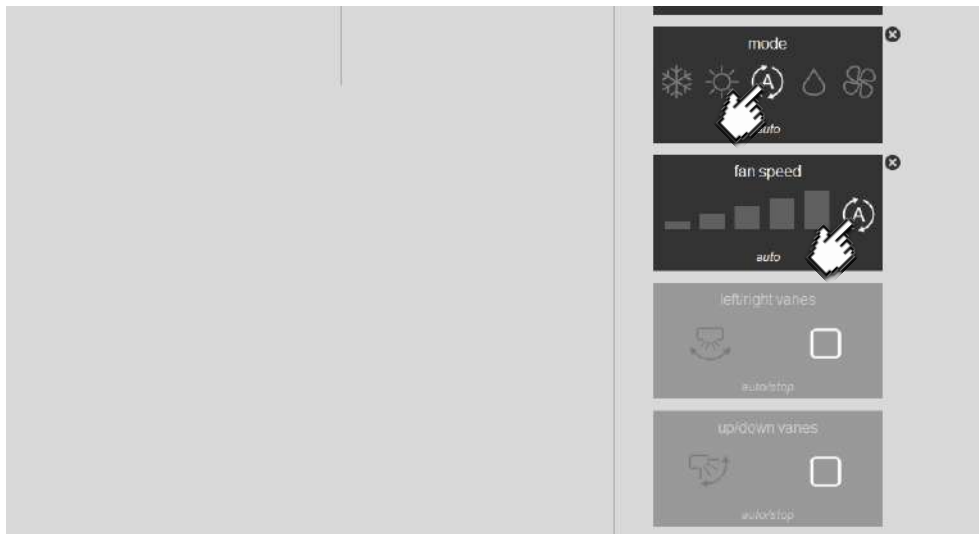 mode
A
auto
fan speed
A
auto
left/right vanes
auto/stop
up/down vanes
auto/stop